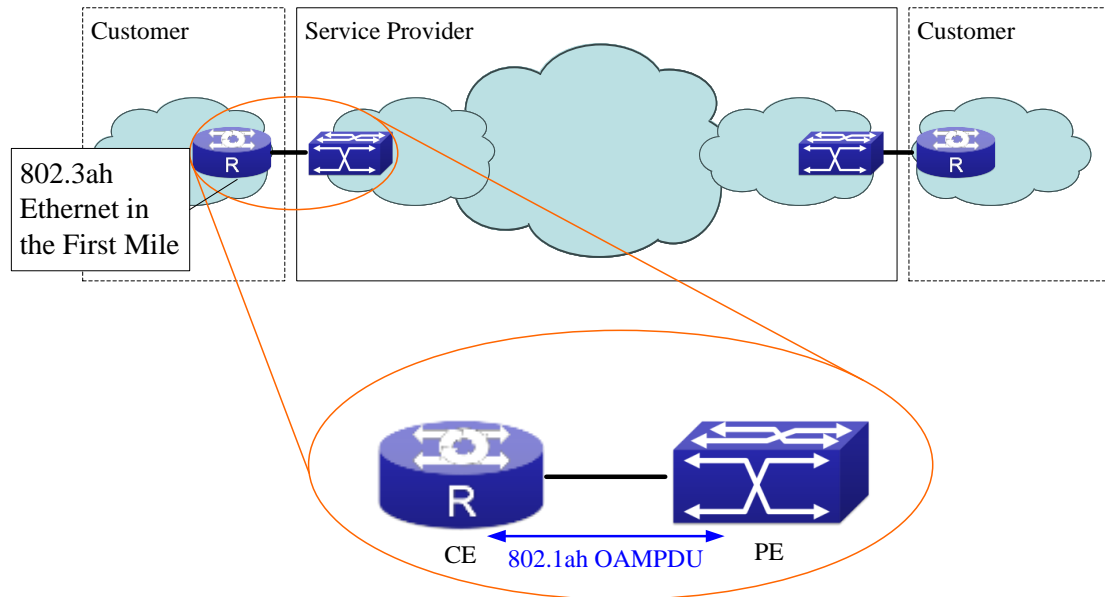 Customer
Service Provider
Customer
R
R
802.3ah
Ethernet in
the First Mile
R
CE
802.1ah OAMPDU
PE